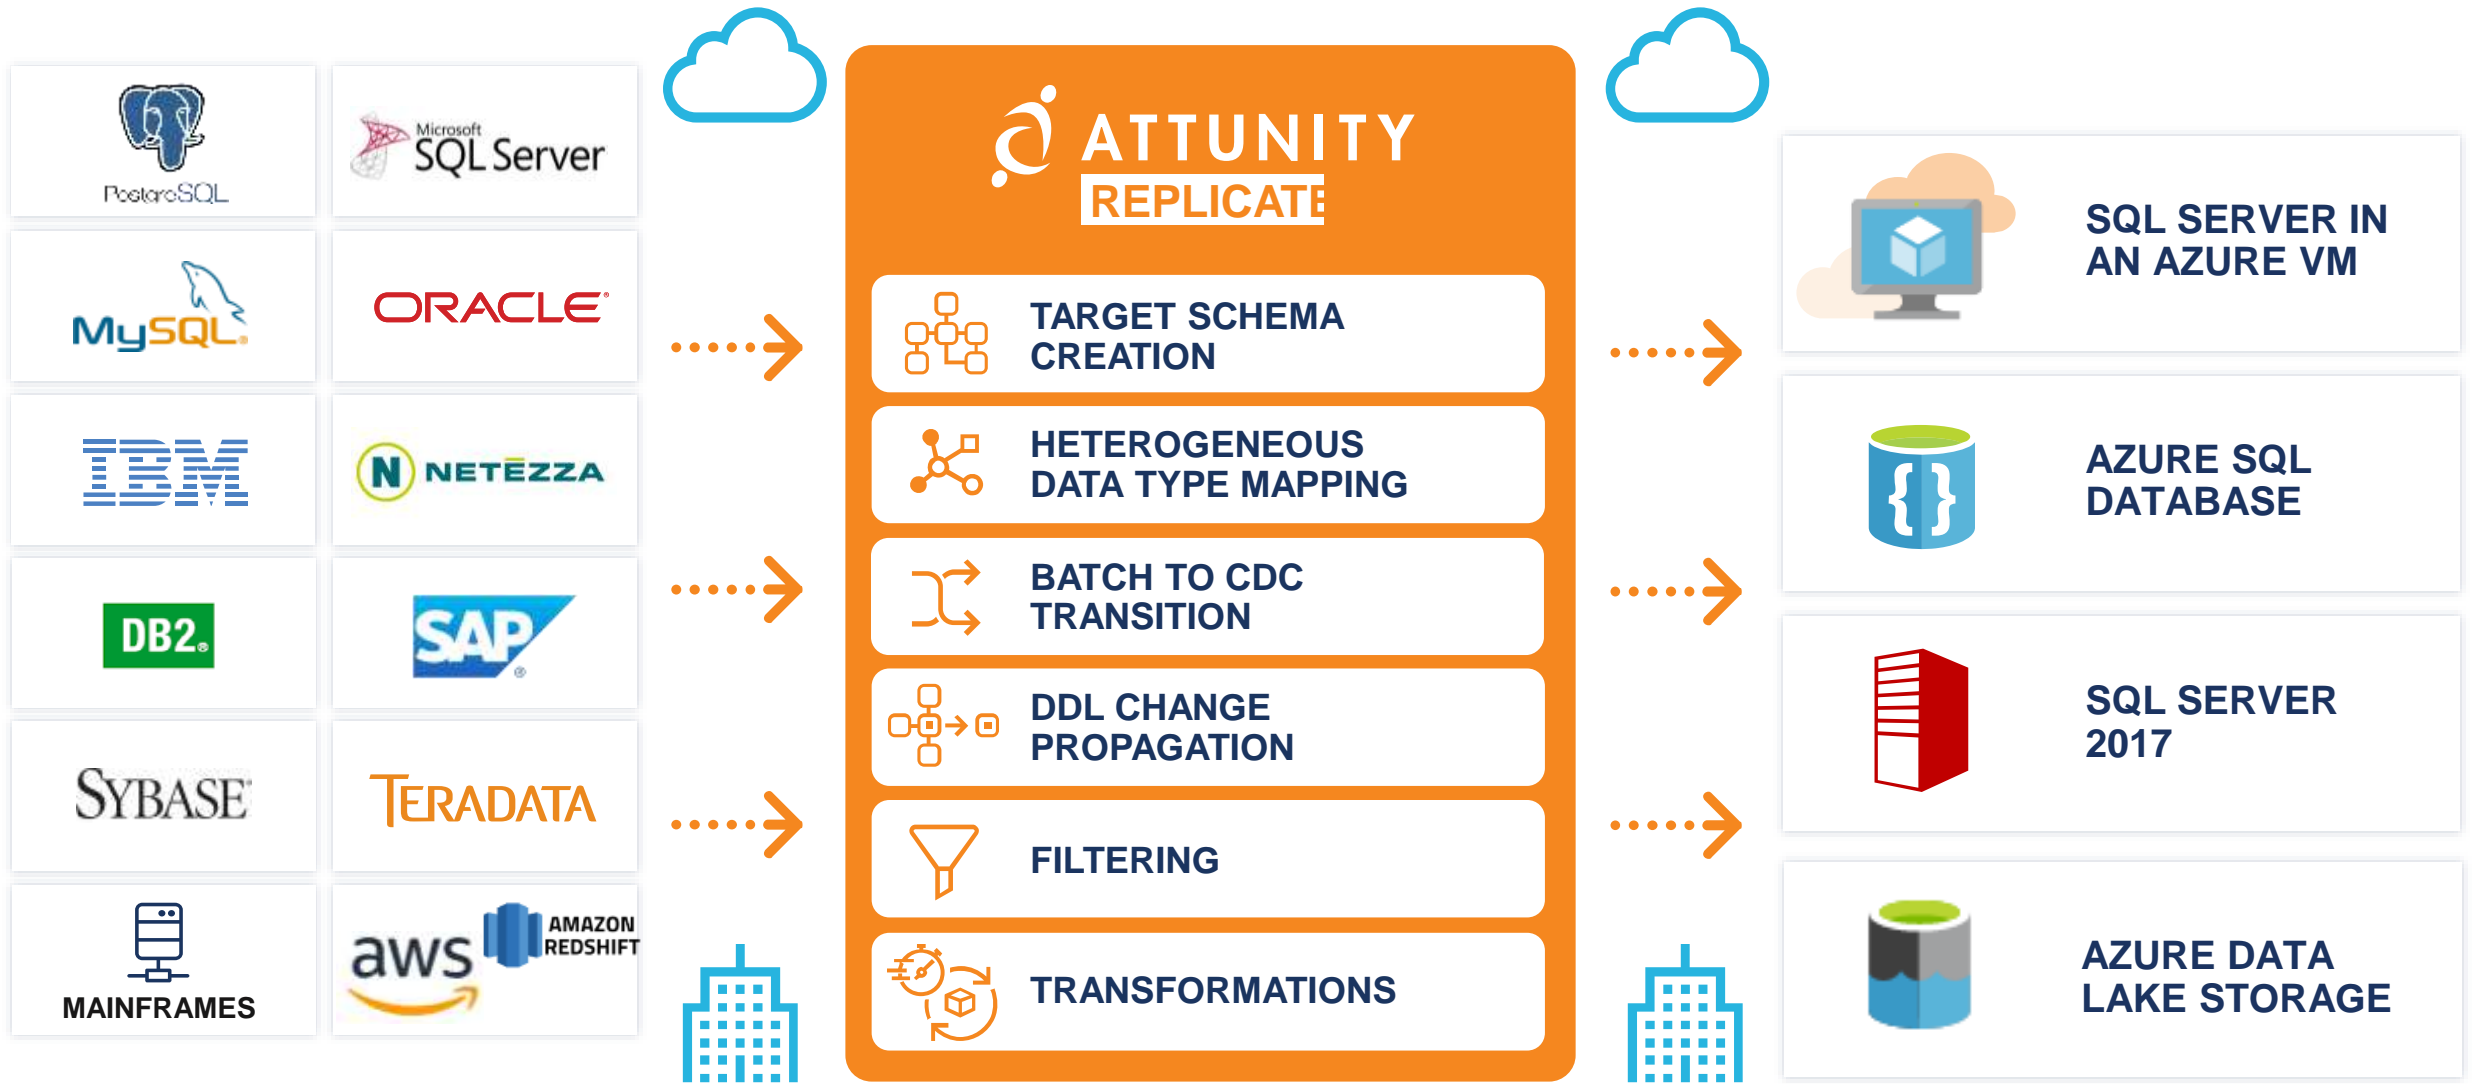 PostgreSQL
Microsoft
SQL Server
MySQL®
ORACLE®
IBM
N NETEZZA
DB2®
SAP
®
SYBASE
TERADATA
MAINFRAMES
aws
AMAZON
REDSHIFT
ATTUNITY
REPLICATE
TARGET SCHEMA
CREATION
HETEROGENEOUS
DATA TYPE MAPPING
BATCH TO CDC
TRANSITION
DDL CHANGE
PROPAGATION
FILTERING
TRANSFORMATIONS
SQL SERVER IN
AN AZURE VM
{}
AZURE SQL
DATABASE
SQL SERVER
2017
AZURE DATA
LAKE STORAGE